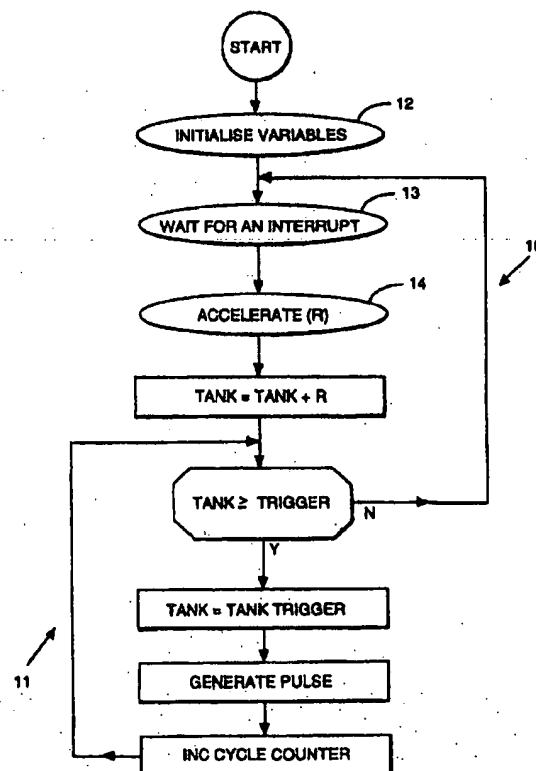 START
12
INITIALISE VARIABLES
13
WAIT FOR AN INTERRUPT
14
ACCELERATE (R)
TANK = TANK + R
TANK ≥ TRIGGER
N
Y
TANK = TANK TRIGGER
GENERATE PULSE
11
INC CYCLE COUNTER